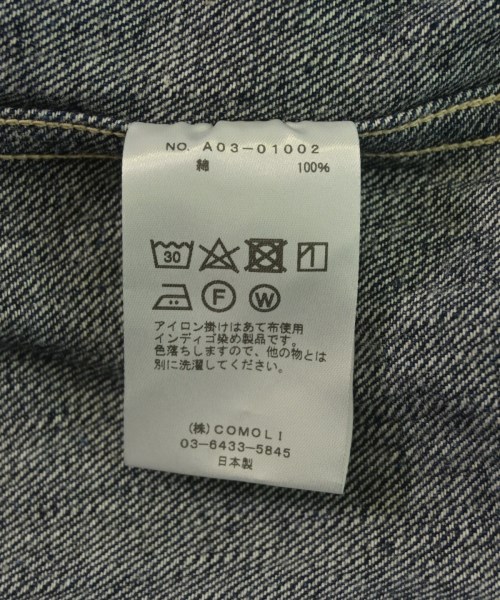 NO. A03-01002
綿 100%
30
F W
アイロン掛けはあて布使用
インディゴ染め製品です。
色落ちしますので、他の物とは
別に洗濯してください。
(株)COMOLI
03-6433-5845
日本製